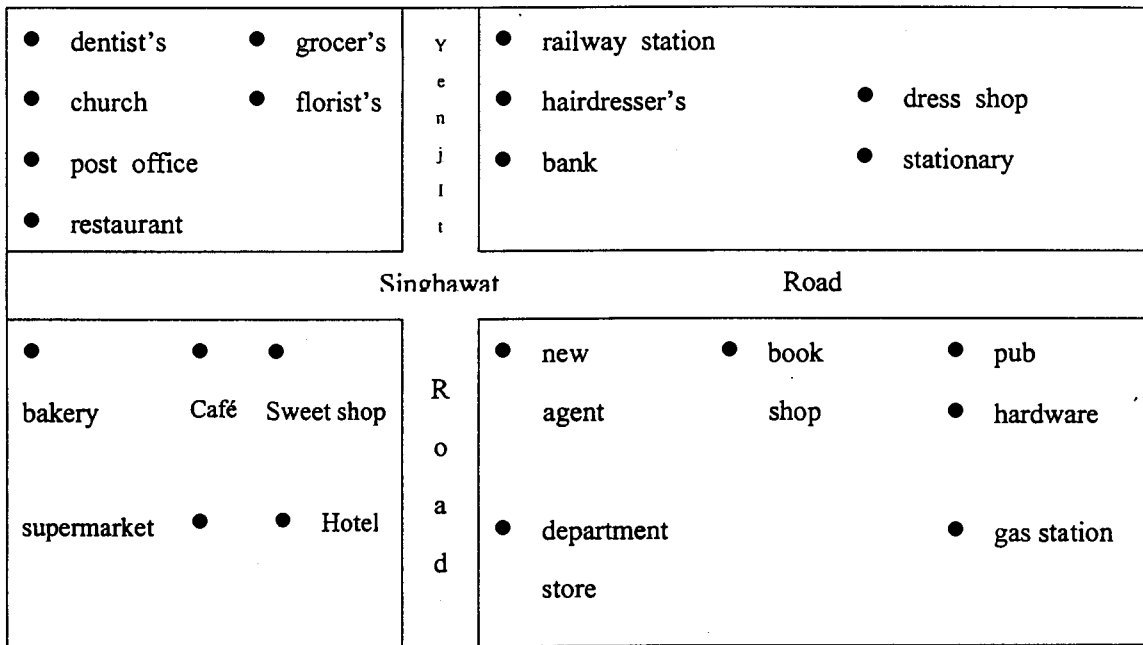 ● dentist's ● grocer's
● church ● florist's
● post office
● restaurant
Y
e
n
j
I
t
● railway station
● hairdresser's ● dress shop
● bank ● stationary
Singhawat Road
● ● ●
bakery Café Sweet shop
supermarket ● ● Hotel
R
o
a
d
● new ● book ● pub
agent shop ● hardware
● department ● gas station
store